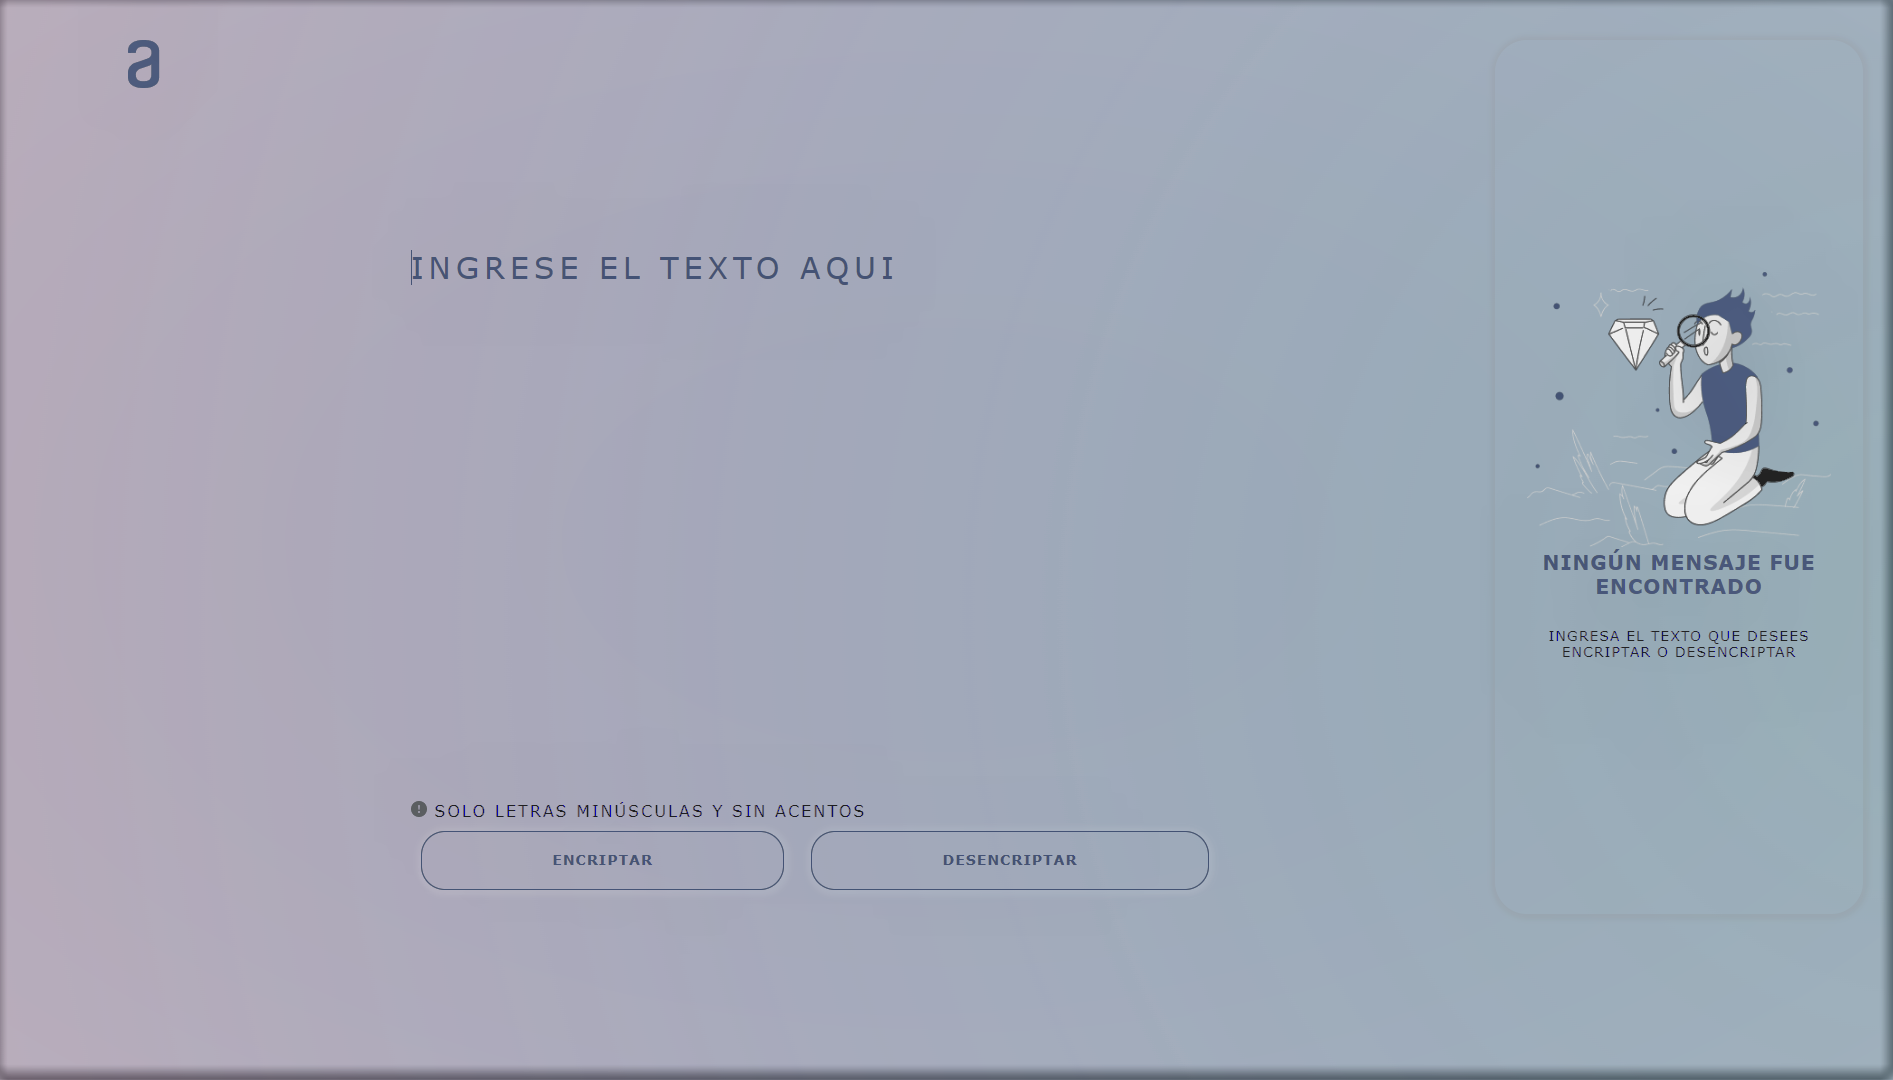 a
INGRESE EL TEXTO AQUI
SOLO LETRAS MINÚSCULAS Y SIN ACENTOS
ENCRIPTAR
DESENCRIPTAR
NINGÚN MENSAJE FUE
ENCONTRADO
INGRESA EL TEXTO QUE DESEES
ENCRIPTAR O DESENCRIPTAR